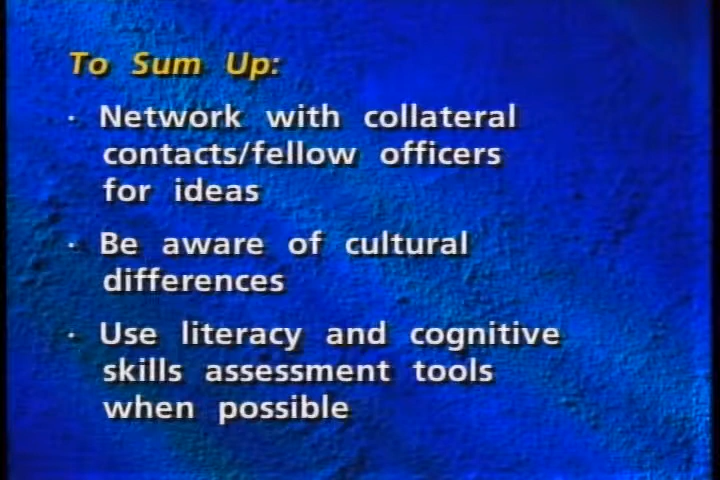 To Sum Up:
· Network with collateral
contacts/fellow officers
for ideas
· Be aware of cultural
differences
· Use literacy and cognitive
skills assessment tools
when possible